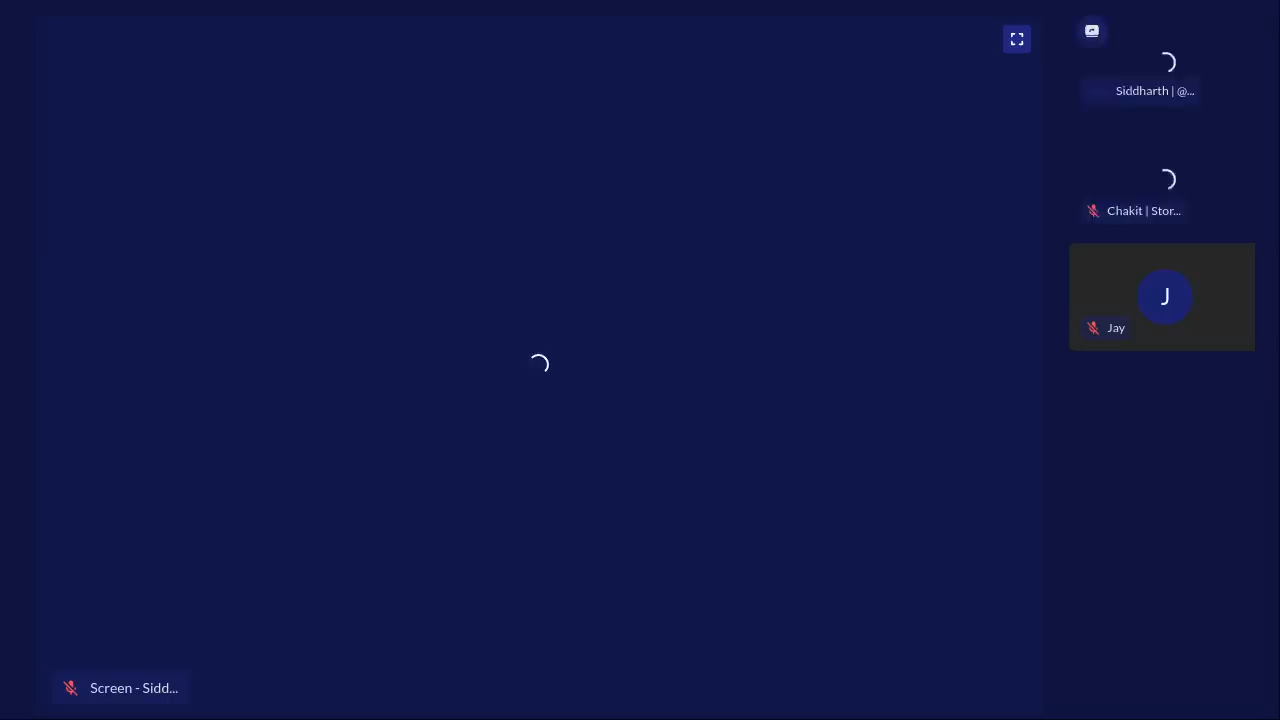 Siddharth | @...
Chakit | Stor...
J
Jay
Screen - Sidd...